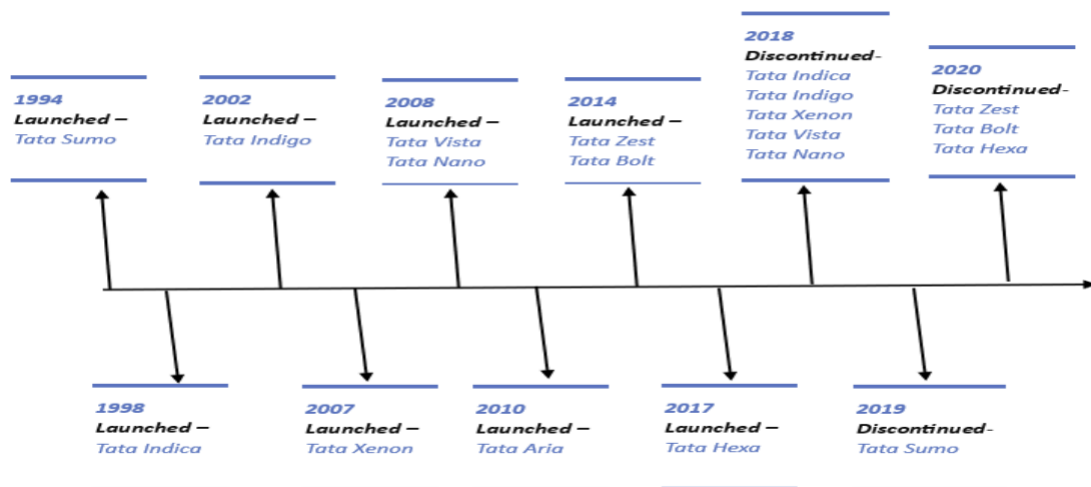 1994
Launched –
Tata Sumo
2002
Launched –
Tata Indigo
2008
Launched –
Tata Vista
Tata Nano
2014
Launched –
Tata Zest
Tata Bolt
2018
Discontinued-
Tata Indica
Tata Indigo
Tata Xenon
Tata Vista
Tata Nano
2020
Discontinued-
Tata Zest
Tata Bolt
Tata Hexa
1998
Launched –
Tata Indica
2007
Launched –
Tata Xenon
2010
Launched –
Tata Aria
2017
Launched –
Tata Hexa
2019
Discontinued-
Tata Sumo